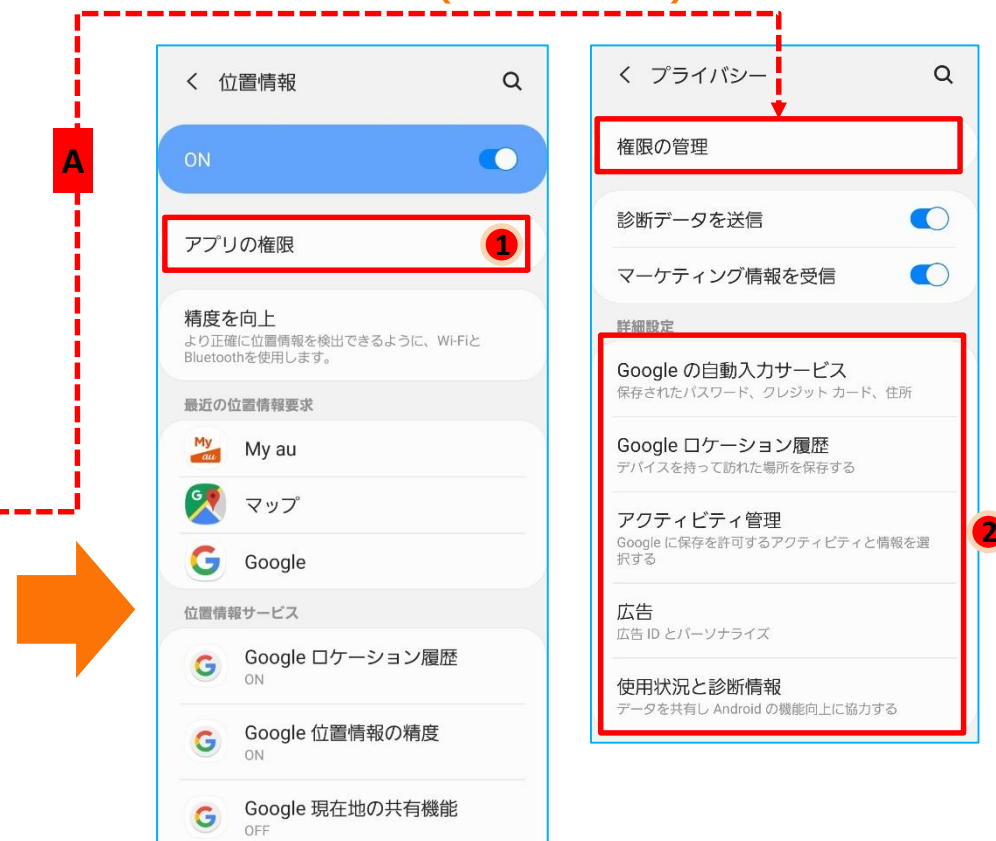 A
位置情報
ON
アプリの権限
1
精度を向上
より正確に位置情報を検出できるように、Wi-Fiと
Bluetoothを使用します。
最近の位置情報要求
My au
My au
G
マップ
G
Google
位置情報サービス
G
Google ロケーション履歴
ON
G
Google 位置情報の精度
ON
G
Google 現在地の共有機能
OFF
プライバシー
権限の管理
診断データを送信
マーケティング情報を受信
詳細設定
Google の自動入力サービス
保存されたパスワード、クレジット カード、住所
Google ロケーション履歴
デバイスを持って訪れた場所を保存する
アクティビティ管理
Google に保存を許可するアクティビティと情報を選
択する
2
広告
広告 ID とパーソナライズ
使用状況と診断情報
データを共有し Android の機能向上に協力する